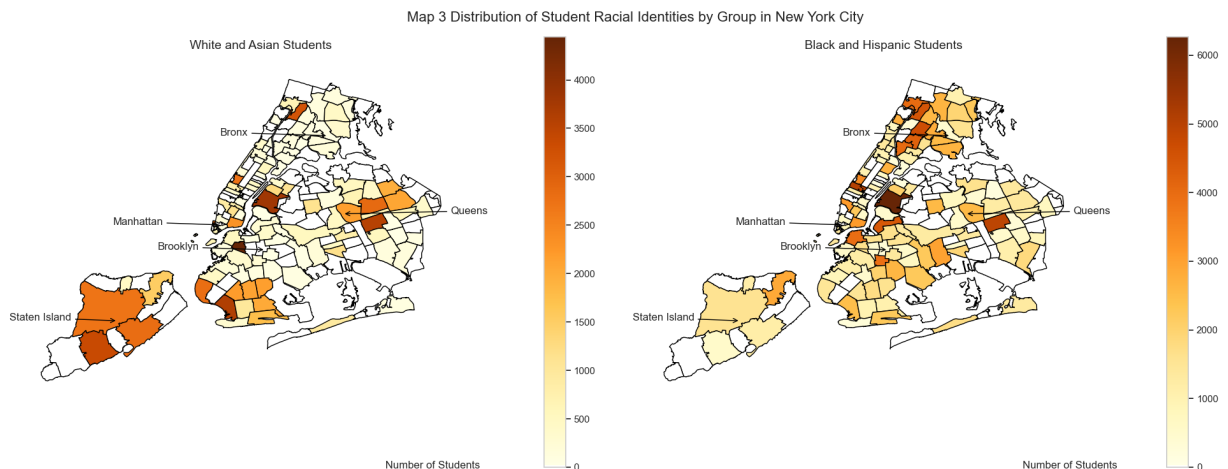 Map 3 Distribution of Student Racial Identities by Group in New York City
White and Asian Students
Bronx
Manhattan
Queens
Brooklyn
Staten Island
Number of Students
4000
3500
3000
2500
2000
1500
1000
500
0
Black and Hispanic Students
Bronx
Manhattan
Queens
Brooklyn
Staten Island
Number of Students
6000
5000
4000
3000
2000
1000
0